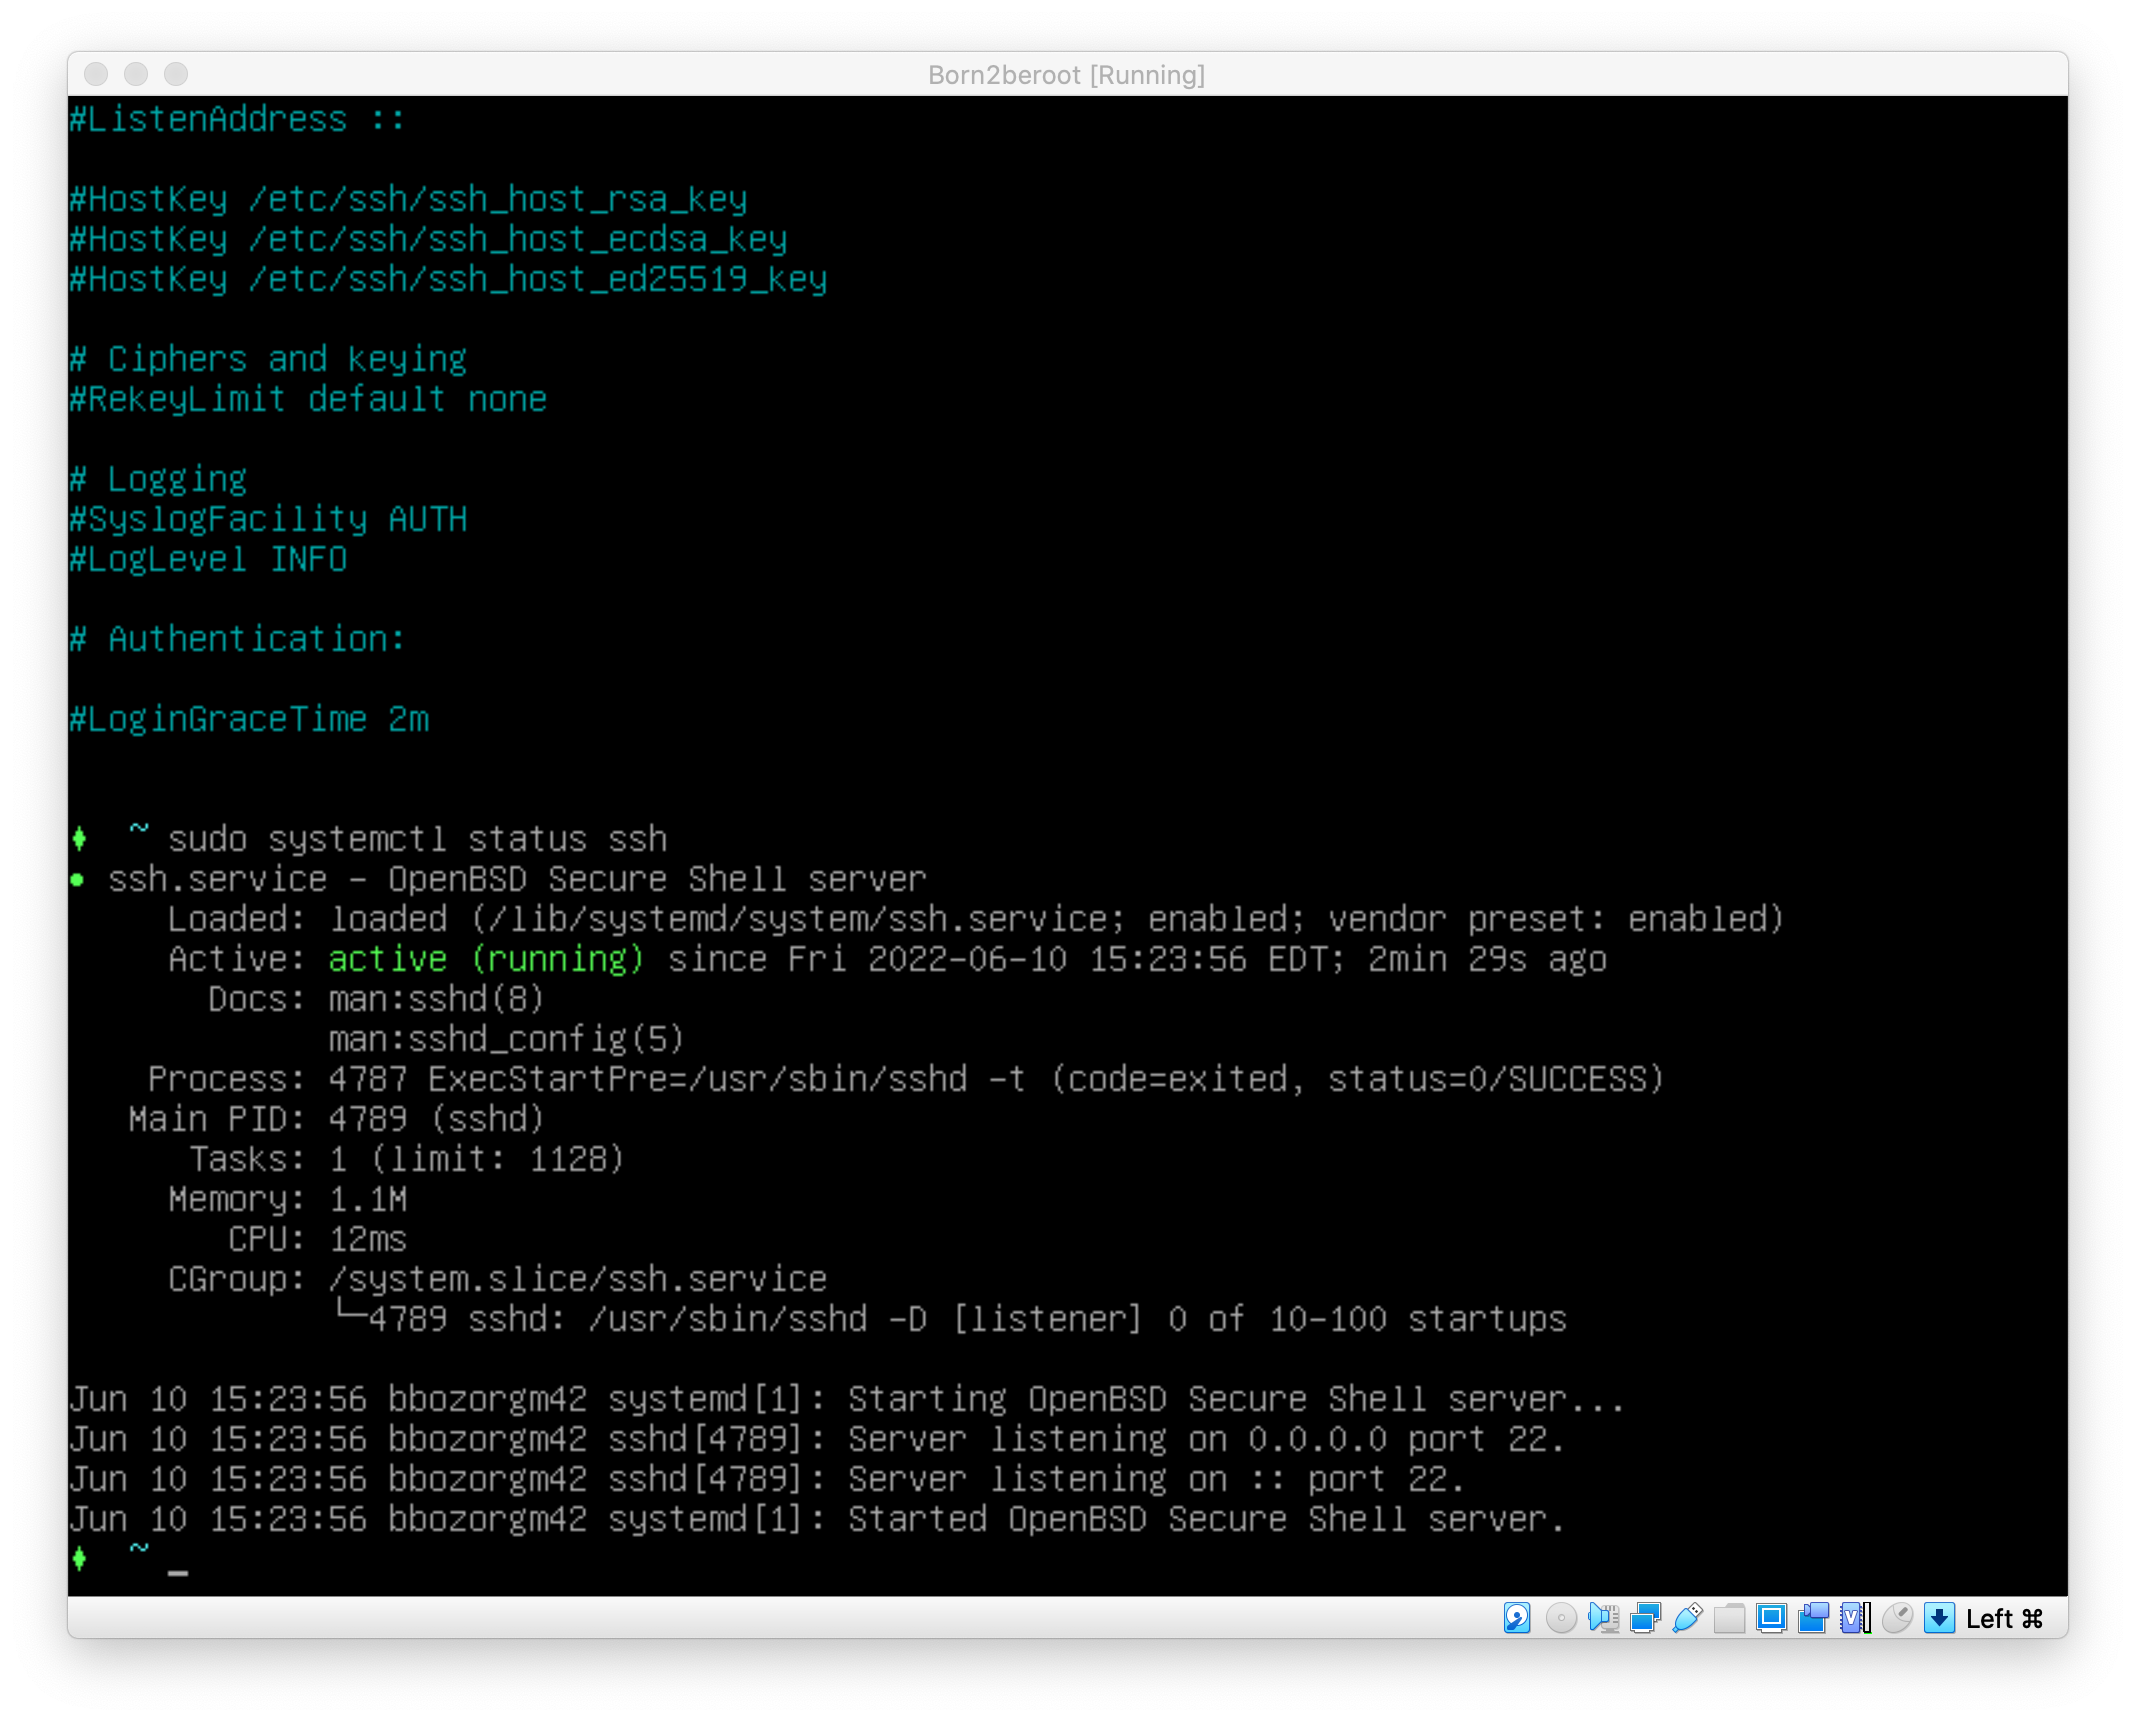 Born2beroot [Running]
#ListenAddress ::
#HostKey /etc/ssh/ssh_host_rsa_key
#HostKey /etc/ssh/ssh_host_ecdsa_key
#HostKey /etc/ssh/ssh_host_ed25519_key
# Ciphers and keying
#RekeyLimit default none
# Logging
#SyslogFacility AUTH
#LogLevel INFO
# Authentication:
#LoginGraceTime 2m
♦  ~ sudo systemctl status ssh
● ssh.service - OpenBSD Secure Shell server
     Loaded: loaded (/lib/systemd/system/ssh.service; enabled; vendor preset: enabled)
     Active: active (running) since Fri 2022-06-10 15:23:56 EDT; 2min 29s ago
       Docs: man:sshd(8)
             man:sshd_config(5)
    Process: 4787 ExecStartPre=/usr/sbin/sshd -t (code=exited, status=0/SUCCESS)
   Main PID: 4789 (sshd)
      Tasks: 1 (limit: 1128)
     Memory: 1.1M
        CPU: 12ms
     CGroup: /system.slice/ssh.service
             └─4789 sshd: /usr/sbin/sshd -D [listener] 0 of 10-100 startups
Jun 10 15:23:56 bbozorgm42 systemd[1]: Starting OpenBSD Secure Shell server...
Jun 10 15:23:56 bbozorgm42 sshd[4789]: Server listening on 0.0.0.0 port 22.
Jun 10 15:23:56 bbozorgm42 sshd[4789]: Server listening on :: port 22.
Jun 10 15:23:56 bbozorgm42 systemd[1]: Started OpenBSD Secure Shell server.
♦  ~ _
Left ⌘